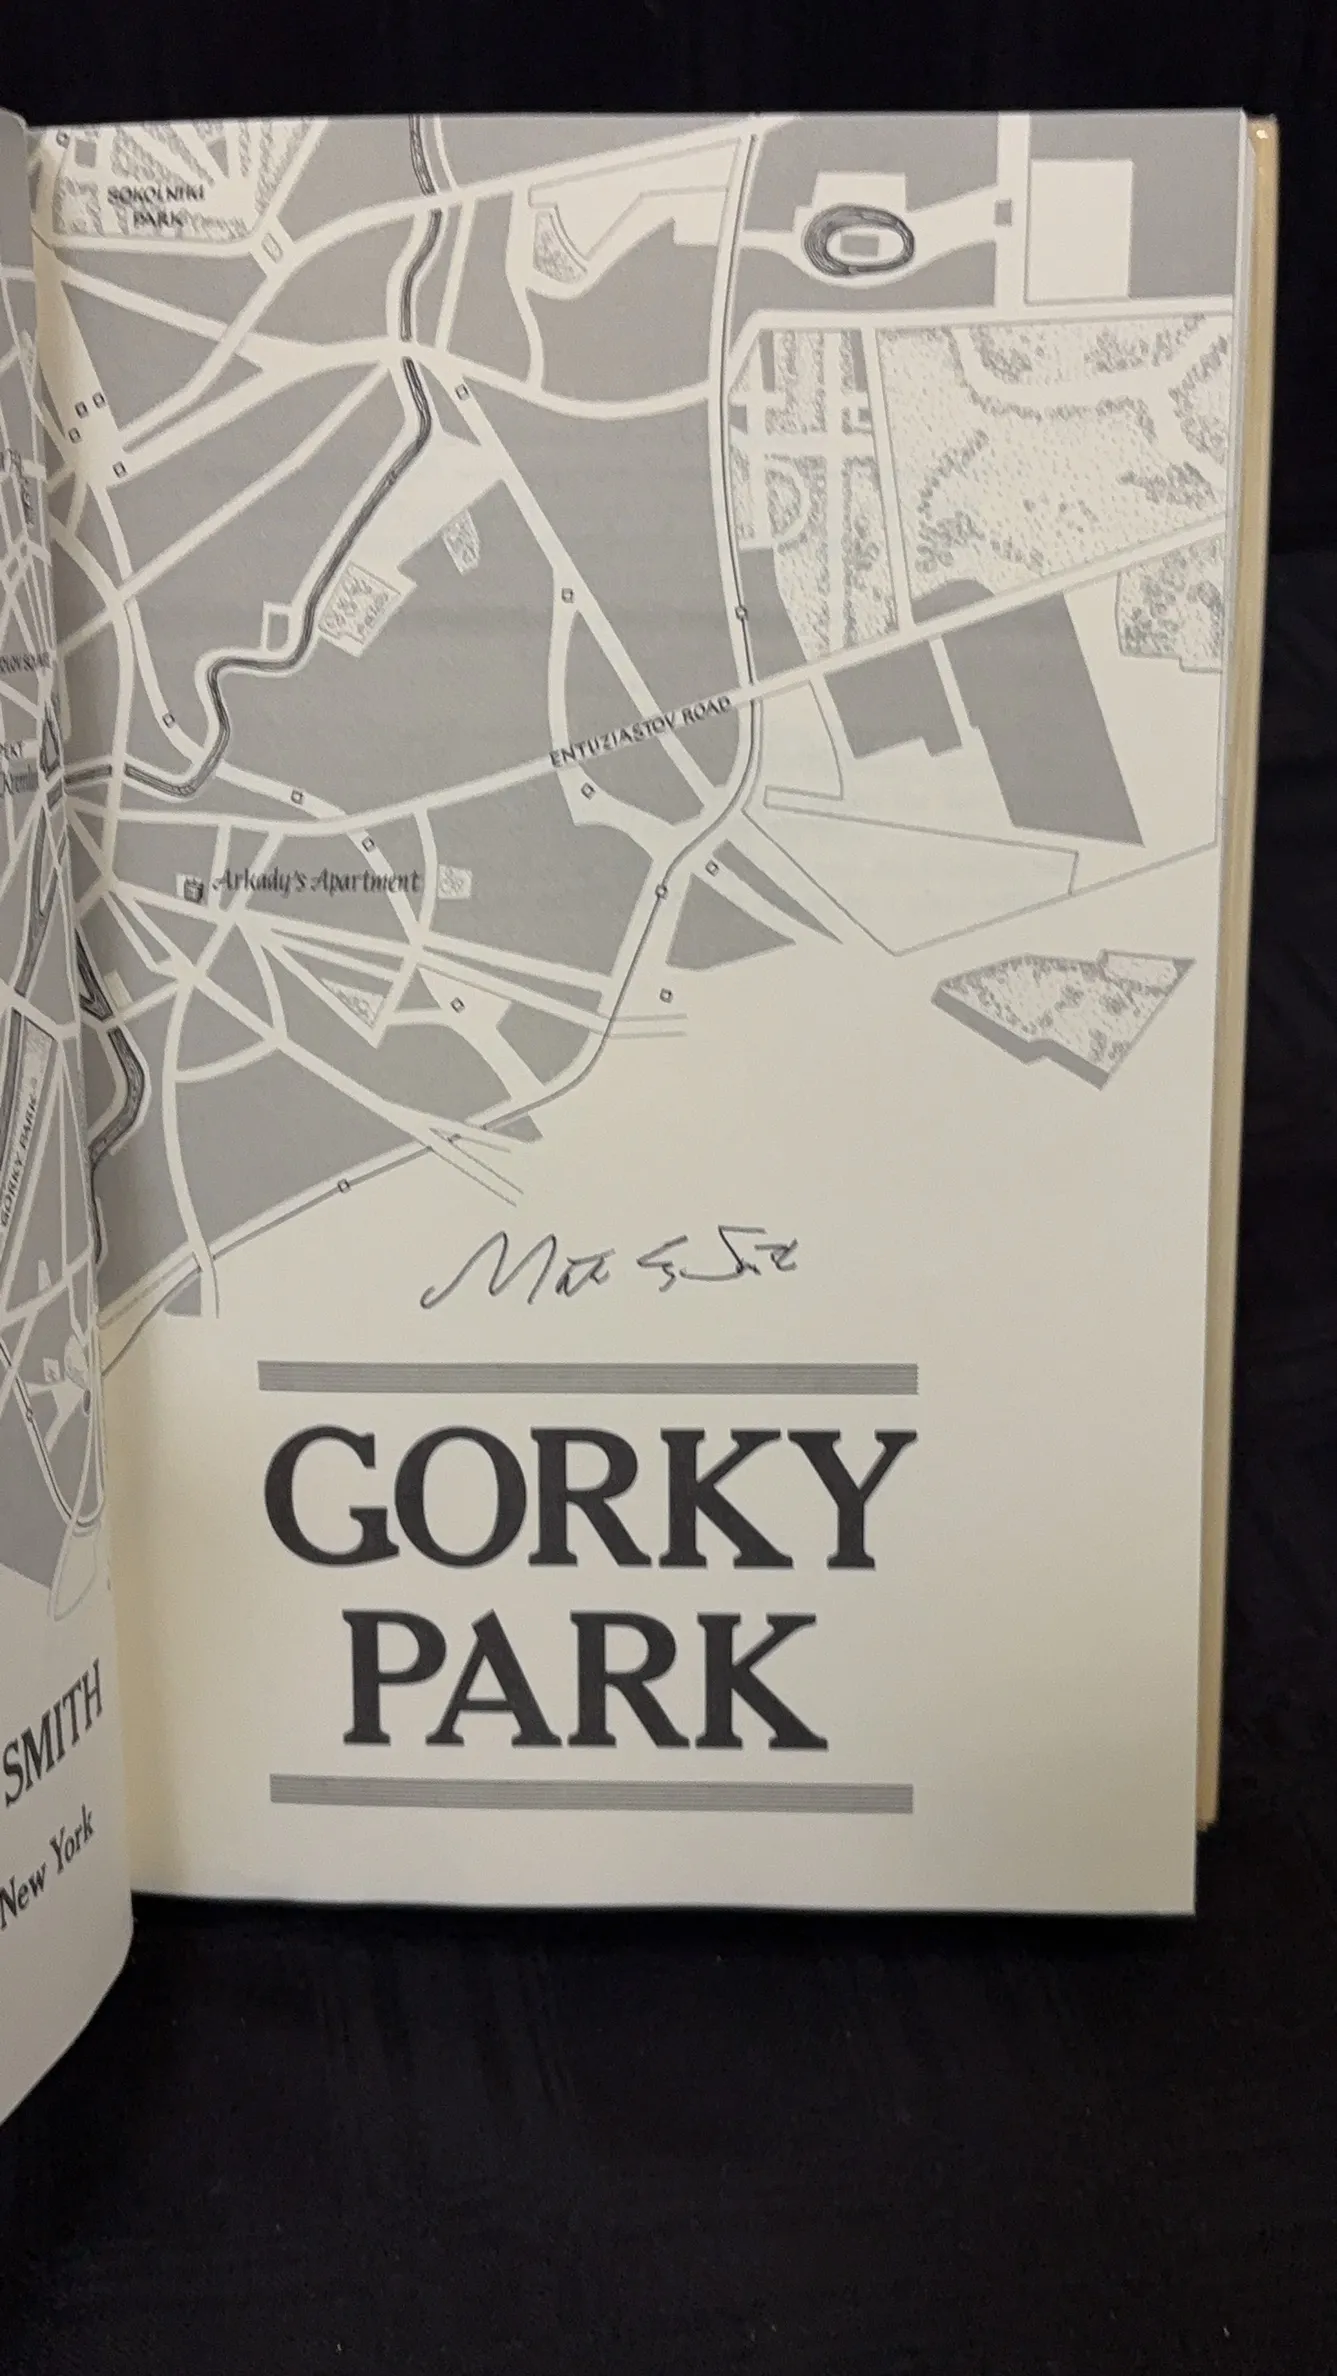 SOKOLNIKI
PARK
ENTUZIASTOV ROAD
Arkady's Apartment
GORKY PARK
GORKY
PARK
SMITH
New York